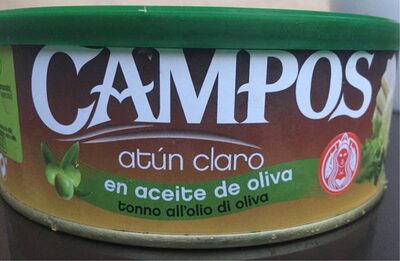 CAMPOS
atún claro
en aceite de oliva
tonno all'olio di oliva